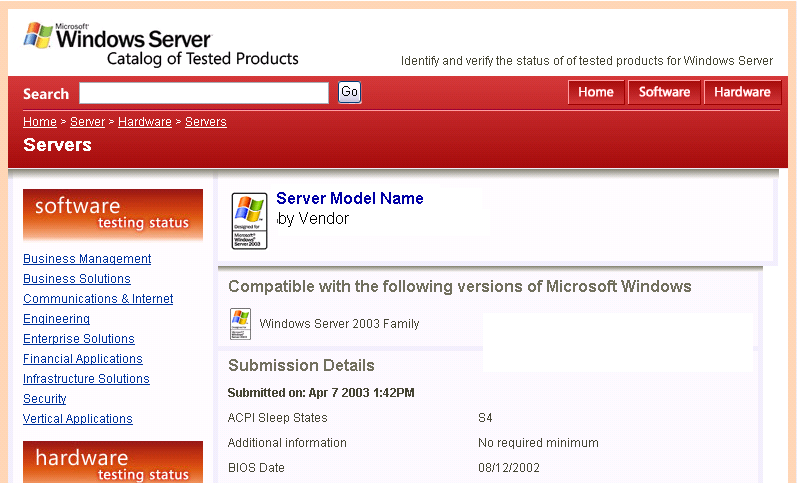 Microsoft
Windows Server
Catalog of Tested Products
Identify and verify the status of of tested products for Windows Server
Search
Go
Home
Software
Hardware
Home > Server > Hardware > Servers
Servers
software
testing status
Business Management
Business Solutions
Communications & Internet
Engineering
Enterprise Solutions
Financial Applications
Infrastructure Solutions
Security
Vertical Applications
hardware
testing status
Designed for
Microsoft
Windows
Server 2003
Server Model Name
by Vendor
Compatible with the following versions of Microsoft Windows
Windows Server 2003 Family
Submission Details
Submitted on: Apr 7 2003 1:42PM
ACPI Sleep States S4
Additional information No required minimum
BIOS Date 08/12/2002